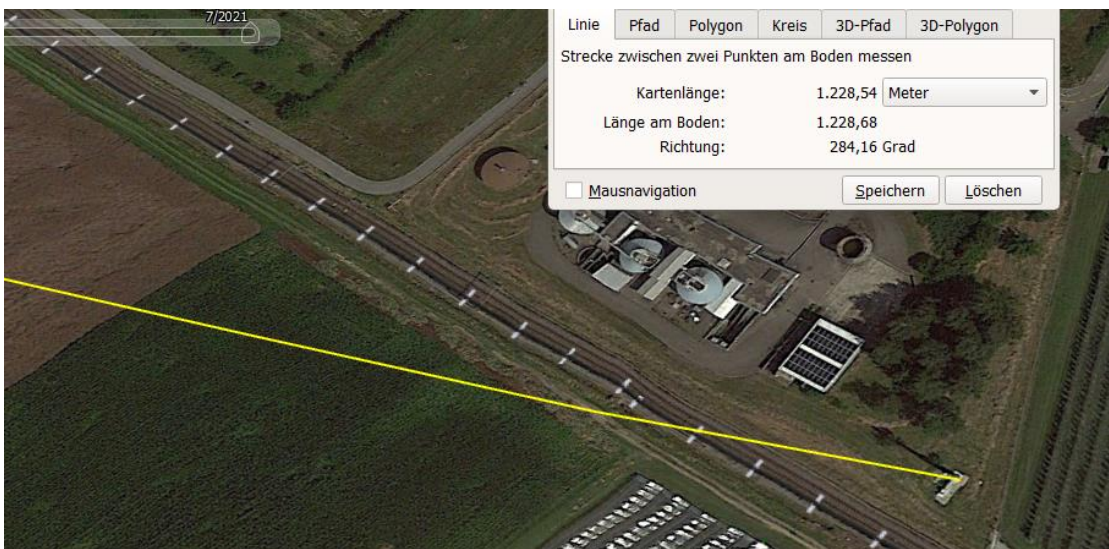 7/2021
Linie Pfad Polygon Kreis 3D-Pfad 3D-Polygon
Strecke zwischen zwei Punkten am Boden messen
Kartenlänge: 1.228,54 Meter
Länge am Boden: 1.228,68
Richtung: 284,16 Grad
Mausnavigation Speichern Löschen